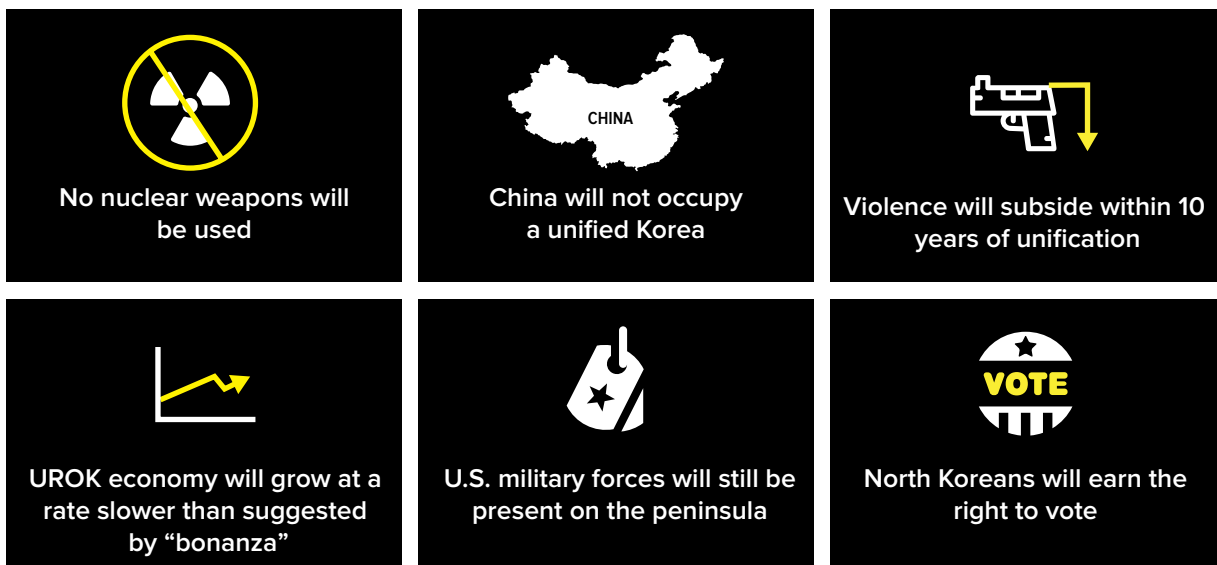 No nuclear weapons will
be used
CHINA
China will not occupy
a unified Korea
Violence will subside within 10
years of unification
UROK economy will grow at a
rate slower than suggested
by “bonanza”
U.S. military forces will still be
present on the peninsula
VOTE
North Koreans will earn the
right to vote